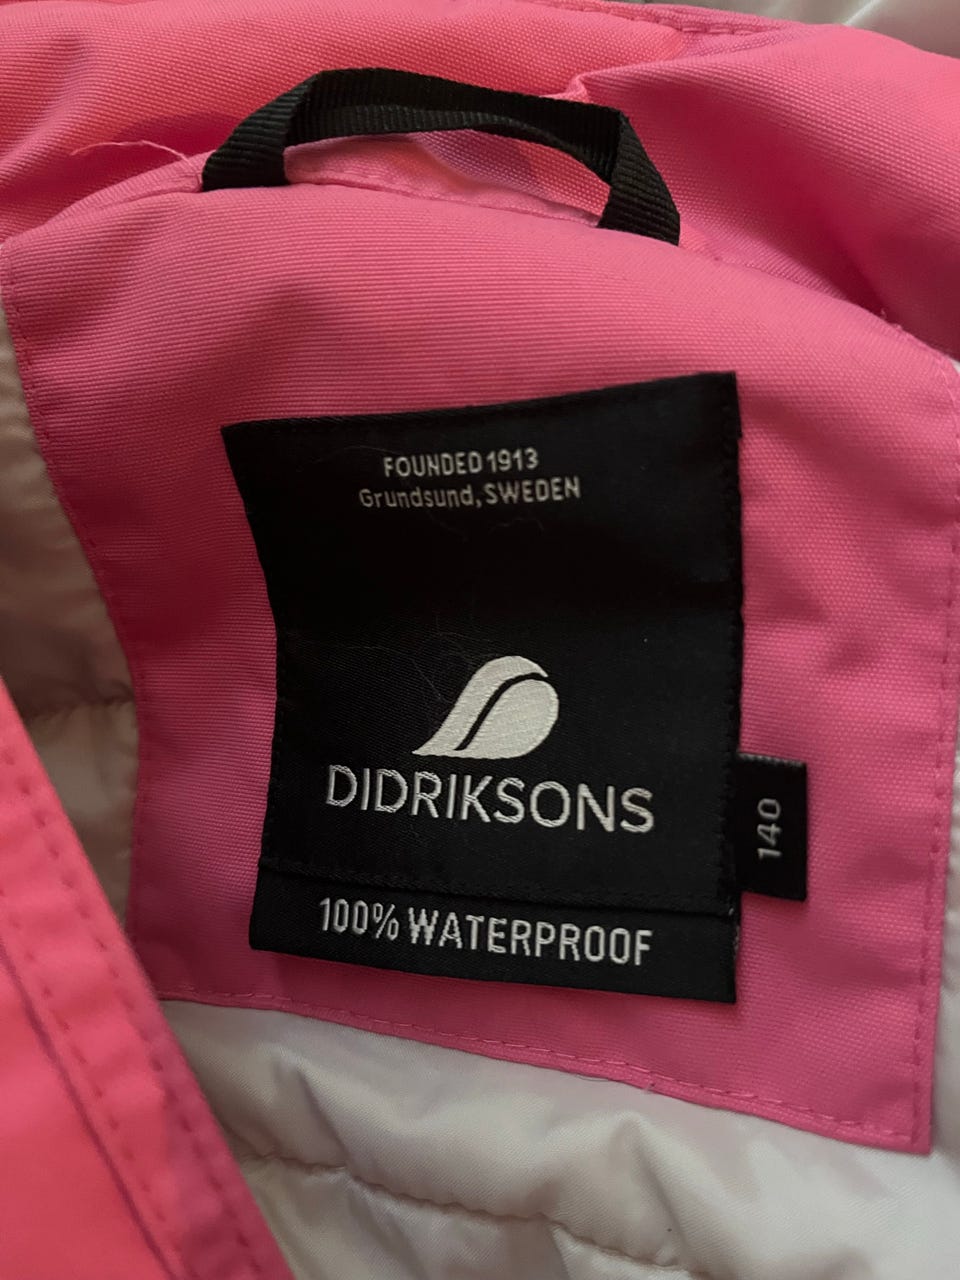 FOUNDED 1913
Grundsund, SWEDEN
DIDRIKSONS
140
100% WATERPROOF